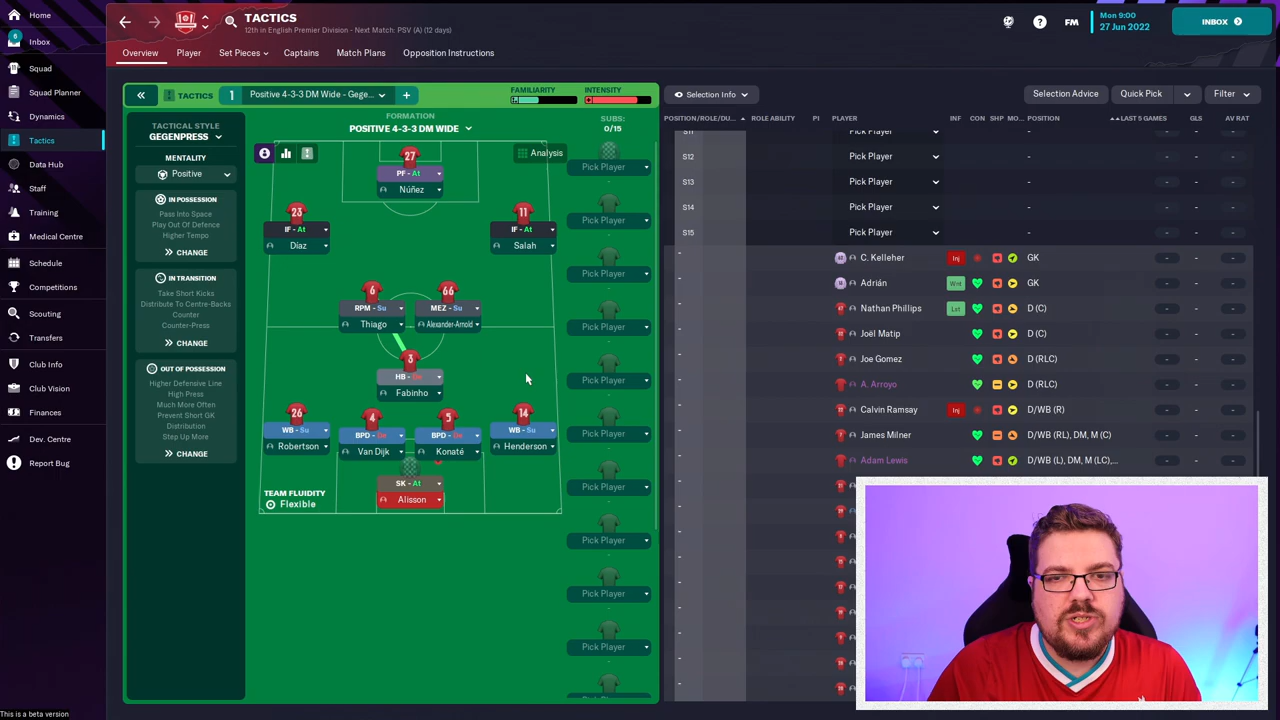 Home
6
Inbox
Squad
Squad Planner
Dynamics
Tactics
Data Hub
Staff
Training
Medical Centre
Schedule
Competitions
Scouting
Transfers
Club Info
Club Vision
Finances
Dev. Centre
Report Bug
This is a beta version
TACTICS
12th in English Premier Division - Next Match: PSV (A) (12 days)
FM
Mon 9:00
27 Jun 2022
INBOX
Overview
Player
Set Pieces
Captains
Match Plans
Opposition Instructions
TACTICS
1
Positive 4-3-3 DM Wide - Gege...
FAMILIARITY
INTENSITY
TACTICAL STYLE
GEGENPRESS
MENTALITY
Positive
IN POSSESSION
Pass Into Space
Play Out Of Defence
Higher Tempo
CHANGE
IN TRANSITION
Take Short Kicks
Distribute To Centre-Backs
Counter
Counter-Press
CHANGE
OUT OF POSSESSION
Higher Defensive Line
High Press
Much More Often
Prevent Short GK
Distribution
Step Up More
CHANGE
FORMATION
POSITIVE 4-3-3 DM WIDE
SUBS:
0/15
Analysis
27
PF - At
Núñez
23
IF - At
Díaz
11
IF - At
Salah
6
RPM - Su
Thiago
66
MEZ - Su
Alexander-Arnold
3
HB - De
Fabinho
26
WB - Su
Robertson
4
BPD - De
Van Dijk
5
BPD - De
Konaté
14
WB - Su
Henderson
SK - At
Alisson
TEAM FLUIDITY
Flexible
Pick Player
-
Pick Player
-
Pick Player
-
Pick Player
-
Pick Player
-
Pick Player
-
Pick Player
-
Pick Player
-
Pick Player
-
Pick Player
-
Selection Info
Selection Advice
Quick Pick
Filter
POSITION/ROLE/DU...
ROLE ABILITY
PI
PLAYER
INF
CON
SHP
MO...
POSITION
LAST 5 GAMES
GLS
AV RAT
S11 Pick Player - - - -
S12 Pick Player - - - -
S13 Pick Player - - - -
S14 Pick Player - - - -
S15 Pick Player - - - -
- C. Kelleher Inj GK - - -
- Adrián Wnt GK - - -
- Nathan Phillips Lst D (C) - - -
- Joël Matip D (C) - - -
- Joe Gomez D (RLC) - - -
- A. Arroyo D (RLC) - - -
- Calvin Ramsay Inj D/WB (R) - - -
- James Milner D/WB (RL), DM, M (C) - - -
- Adam Lewis D/WB (L), DM, M (LC),... - - -